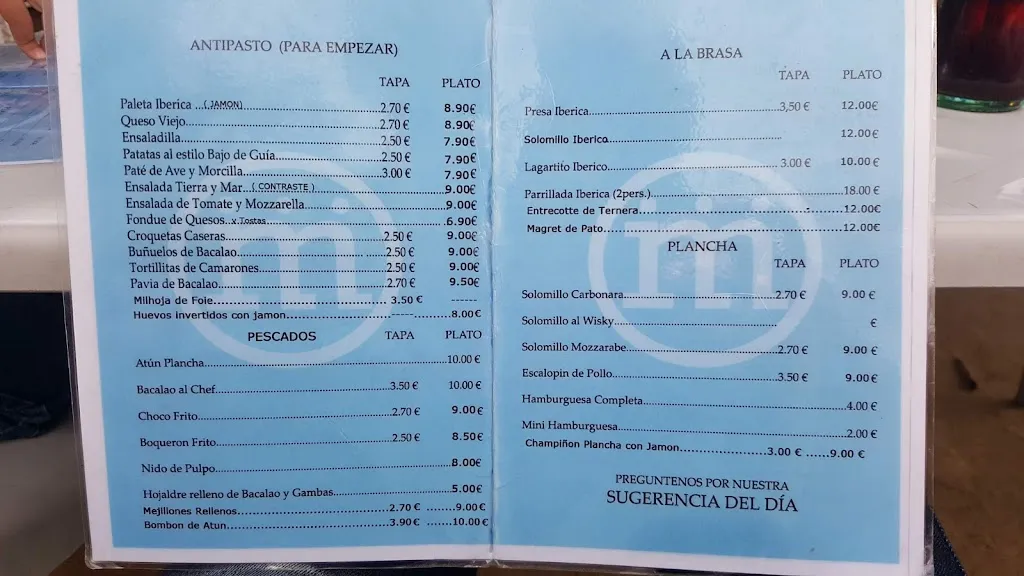 ANTIPASTO (PARA EMPEZAR)
TAPA PLATO
Paleta Iberica ...( JAMON)...2.70 € 8.90€
Queso Viejo...2.70 € 8.90€
Ensaladilla...2.50 € 7.90€
Patatas al estilo Bajo de Guía...2.50 € 7.90€
Paté de Ave y Morcilla...3.00 € 7.90€
Ensalada Tierra y Mar...( CONTRASTE )...9.00€
Ensalada de Tomate y Mozzarella...9.00€
Fondue de Quesos...x Tostas...6.90€
Croquetas Caseras...2.50 € 9.00€
Buñuelos de Bacalao...2.50 € 9.00€
Tortillitas de Camarones...2.50 € 9.00€
Pavia de Bacalao...2.70 € 9.50€
Milhoja de Foie...3.50 € ------
Huevos invertidos con jamon...-----...8.00€
PESCADOS TAPA PLATO
Atún Plancha...10.00 €
Bacalao al Chef...3.50 € 10.00 €
Choco Frito...2.70 € 9.00€
Boqueron Frito...2.50 € 8.50€
Nido de Pulpo...8.00€
Hojaldre relleno de Bacalao y Gambas...5.00€
Mejillones Rellenos...2.70 € ...9.00€
Bombon de Atun...3.90€ ...10.00€
A LA BRASA
TAPA PLATO
Presa Iberica...3,50 € 12.00€
Solomillo Iberico... 12.00€
Lagartito Iberico...3.00 € 10.00 €
Parrillada Iberica (2pers.)...18.00 €
Entrecotte de Ternera...12.00€
Magret de Pato...12.00€
PLANCHA
TAPA PLATO
Solomillo Carbonara...2.70 € 9.00 €
Solomillo al Wisky... €
Solomillo Mozzarabe...2.70 € 9.00 €
Escalopin de Pollo...3.50 € 9.00€
Hamburguesa Completa...4.00 €
Mini Hamburguesa...2.00 €
Champiñon Plancha con Jamon...3.00 € ......9.00 €
PREGUNTENOS POR NUESTRA
SUGERENCIA DEL DÍA